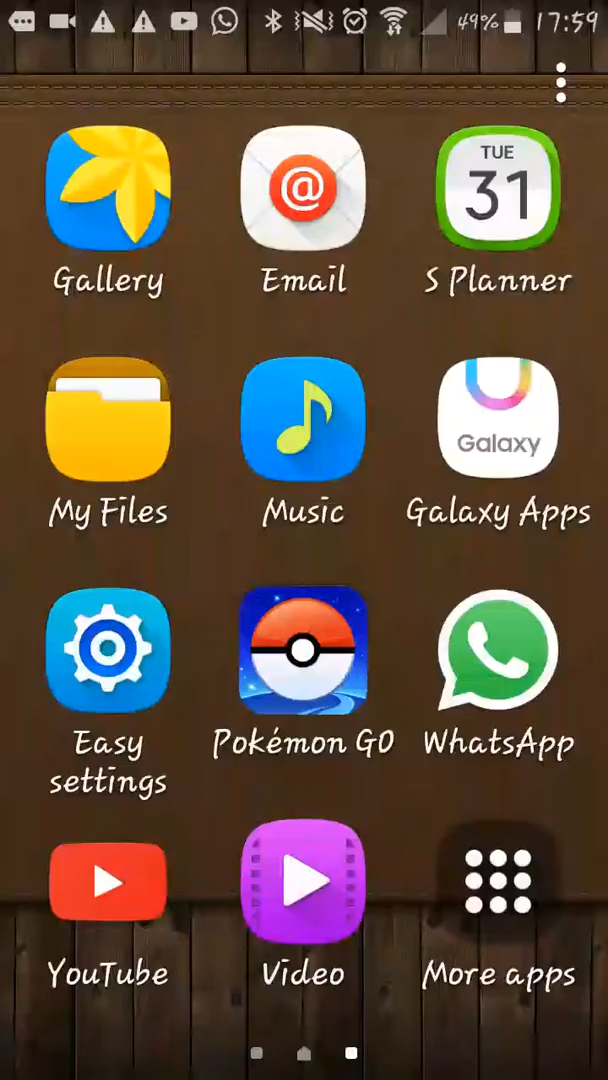 49% 17:59
TUE
31
Gallery Email S Planner
Galaxy
My Files Music Galaxy Apps
Easy settings Pokémon GO WhatsApp
YouTube Video More apps